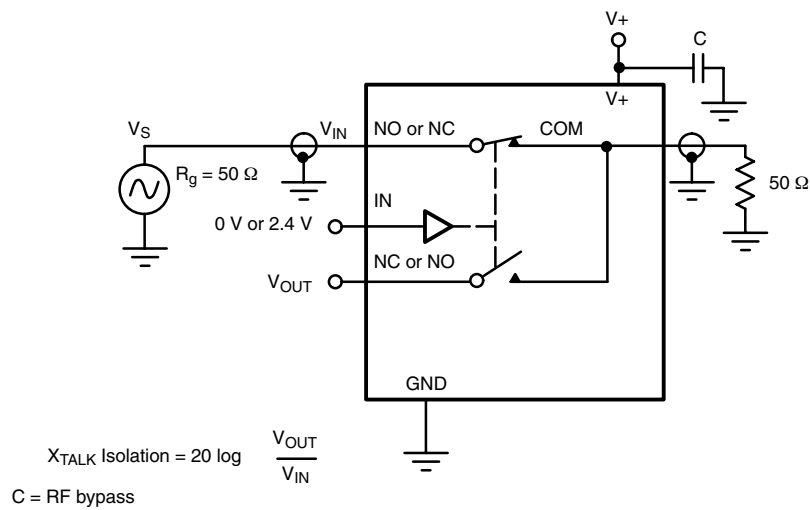 V+
C
V+
VS
VIN
NO or NC
COM
Rg = 50 Ω
50 Ω
IN
0 V or 2.4 V
NC or NO
VOUT
GND
XTALK Isolation = 20 log VOUT
VIN
C = RF bypass